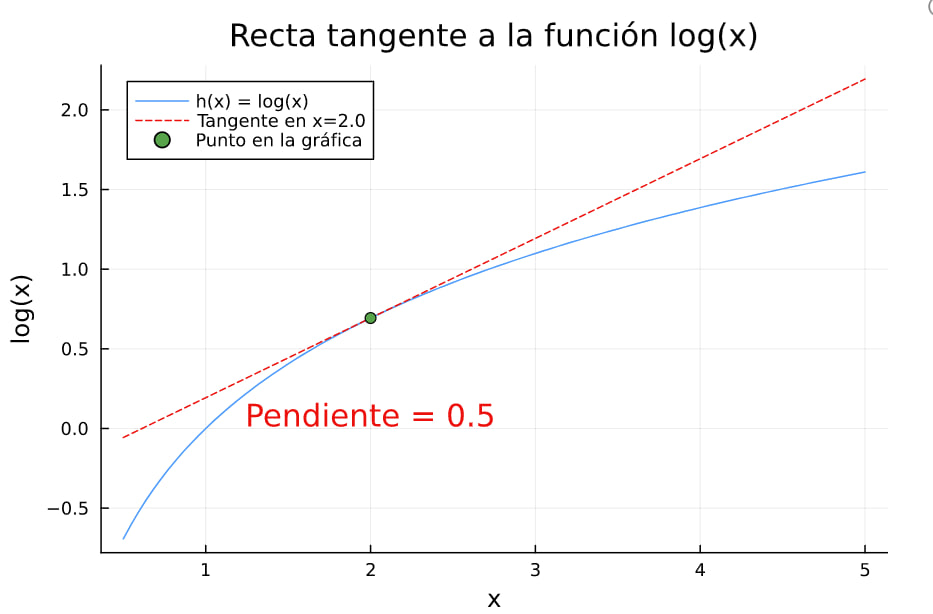 Recta tangente a la función log(x)
h(x) = log(x)
Tangente en x=2.0
Punto en la gráfica
2.0
1.5
1.0
0.5
0.0
−0.5
log(x)
Pendiente = 0.5
1 2 3 4 5
x